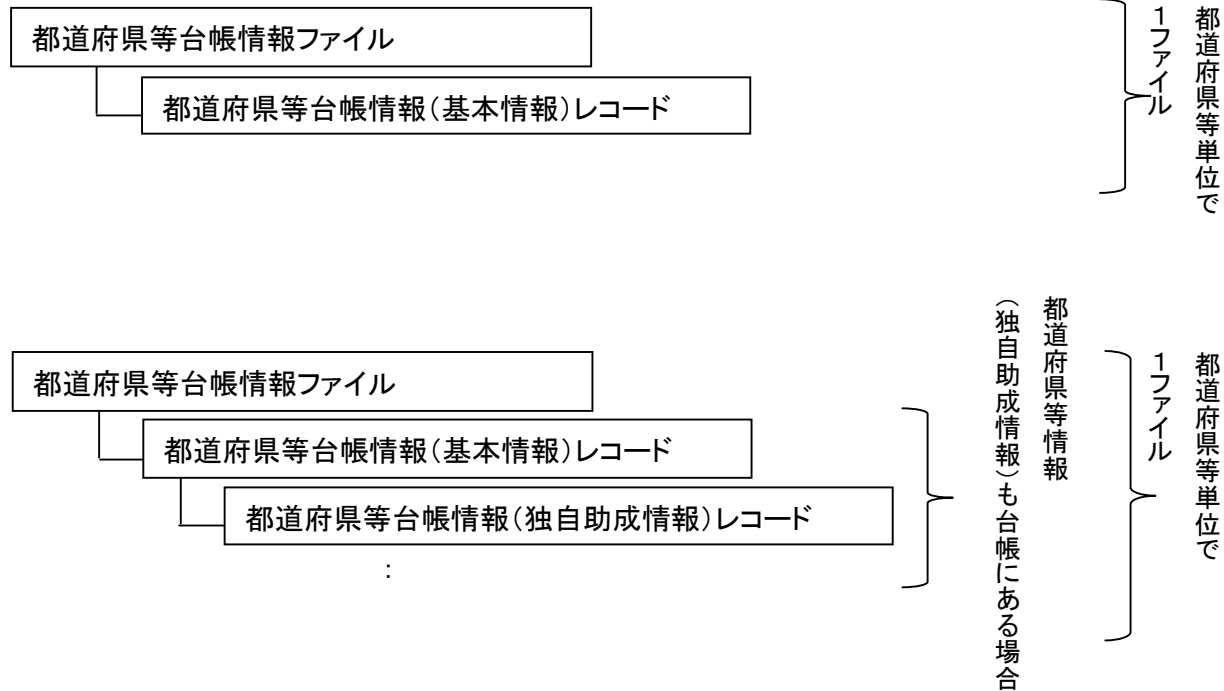 都道府県等台帳情報ファイル
都道府県等台帳情報（基本情報）レコード
都道府県等単位で
１ファイル
都道府県等台帳情報ファイル
都道府県等台帳情報（基本情報）レコード
都道府県等台帳情報（独自助成情報）レコード
：
都道府県等情報
（独自助成情報）も台帳にある場合
都道府県等単位で
１ファイル